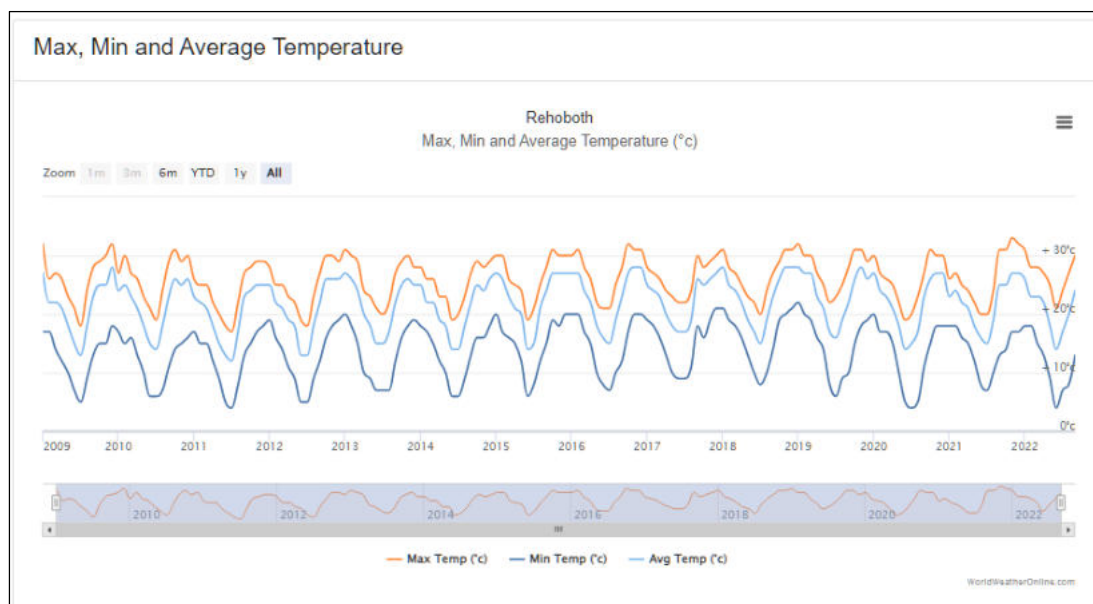 Max, Min and Average Temperature
Rehoboth
Max, Min and Average Temperature (°c)
Zoom 1m 3m 6m YTD 1y All
+ 30°c
+ 20°c
+ 10°c
0°c
2009 2010 2011 2012 2013 2014 2015 2016 2017 2018 2019 2020 2021 2022
2010 2012 2014 2016 2018 2020 2022
Max Temp (°c) Min Temp (°c) Avg Temp (°c)
WorldWeatherOnline.com